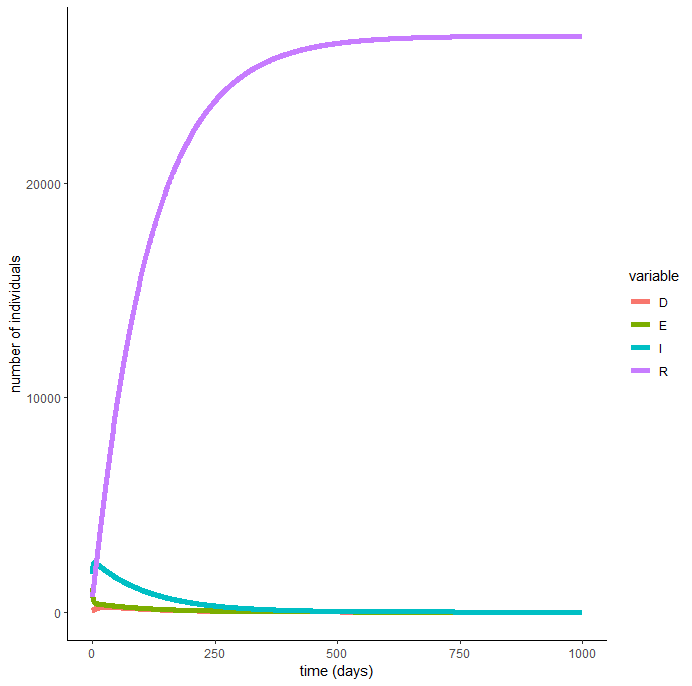 number of individuals
20000
10000
0
0 250 500 750 1000
time (days)
variable
D
E
I
R